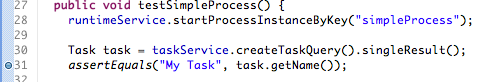 27 public void testSimpleProcess() {
28 runtimeService.startProcessInstanceByKey("simpleProcess");
29
30 Task task = taskService.createTaskQuery().singleResult();
31 assertEquals("My Task", task.getName());
32 }